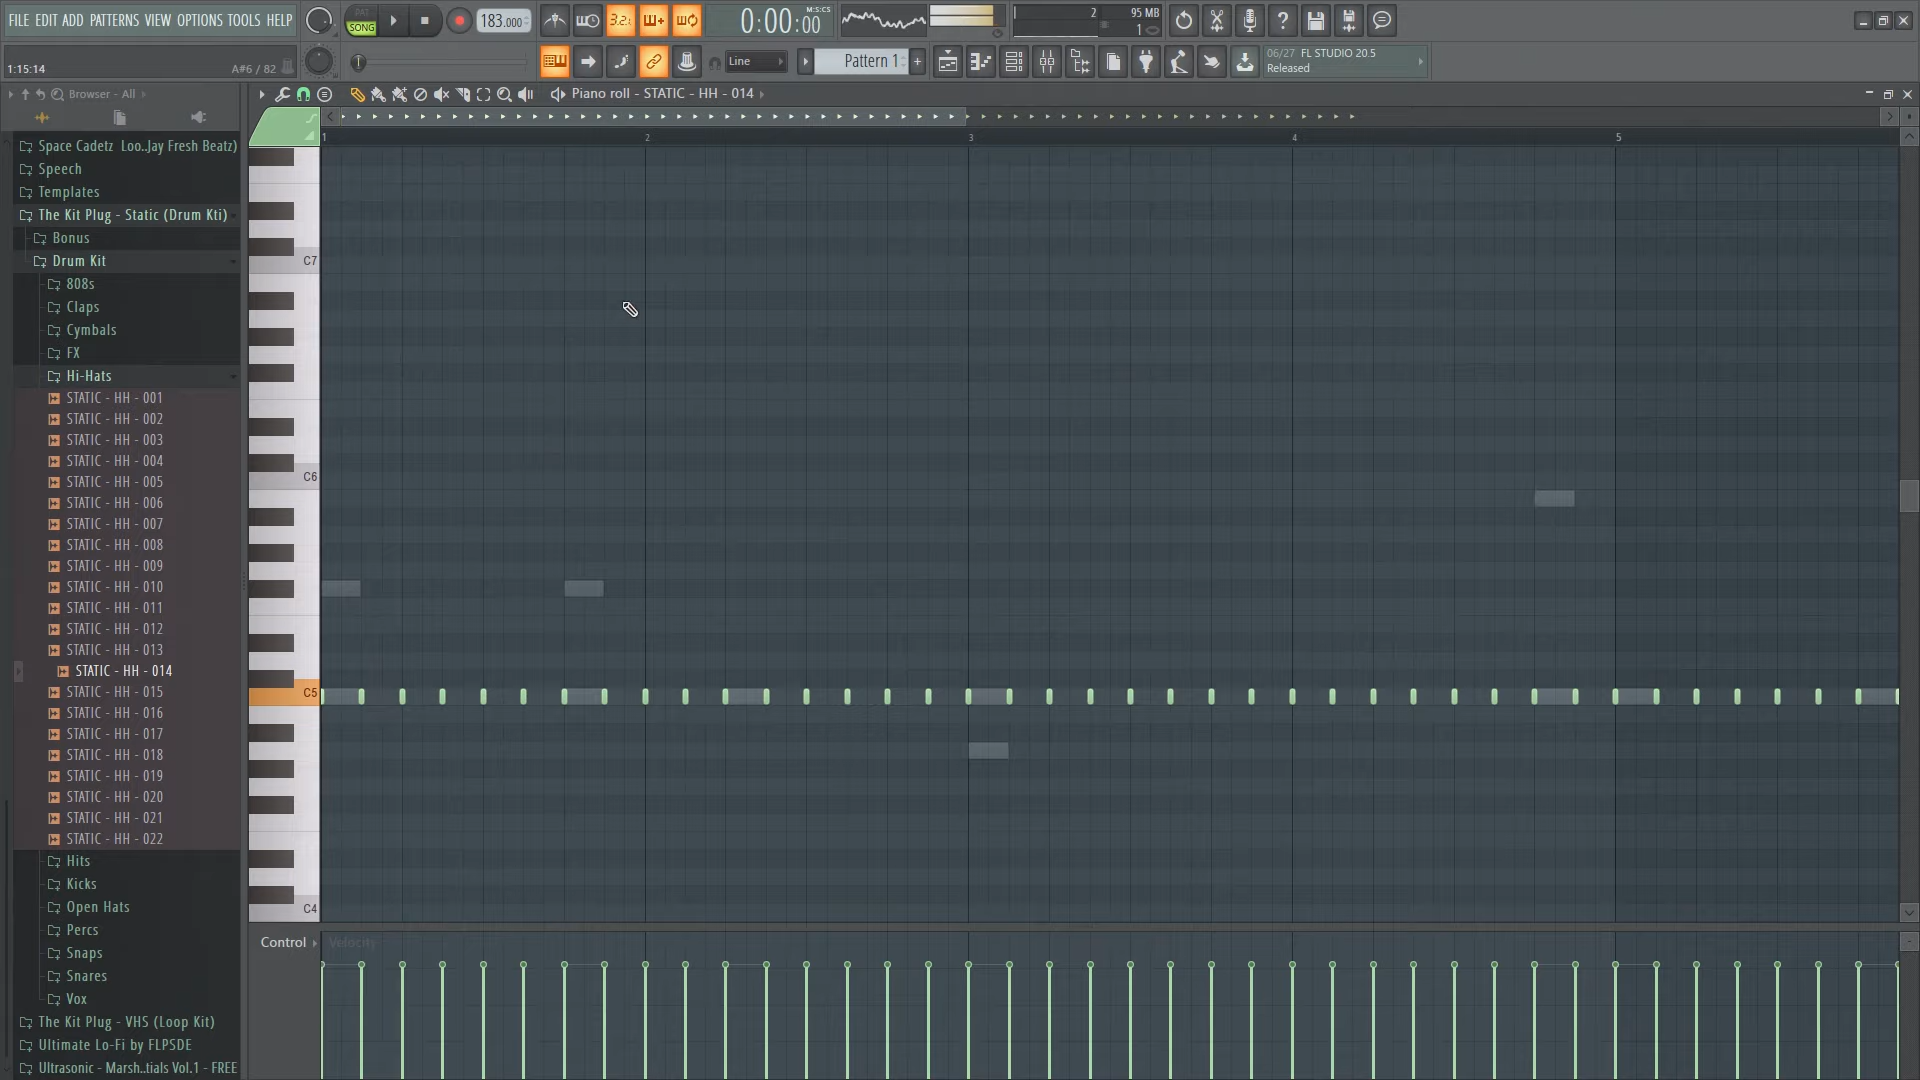 FILE EDIT ADD PATTERNS VIEW OPTIONS TOOLS HELP
PAT
SONG
183.000
3.2.
M:S:CS
0:00:00
2
95 MB
1
1:15:14
A#6 / 82
Line
Pattern 1
06/27 FL STUDIO 20.5
Released
Browser - All
Piano roll - STATIC - HH - 014
1
2
3
4
5
Space Cadetz Loo..Jay Fresh Beatz)
Speech
Templates
The Kit Plug - Static (Drum Kti)
Bonus
Drum Kit
808s
Claps
Cymbals
FX
Hi-Hats
STATIC - HH - 001
STATIC - HH - 002
STATIC - HH - 003
STATIC - HH - 004
STATIC - HH - 005
STATIC - HH - 006
STATIC - HH - 007
STATIC - HH - 008
STATIC - HH - 009
STATIC - HH - 010
STATIC - HH - 011
STATIC - HH - 012
STATIC - HH - 013
STATIC - HH - 014
STATIC - HH - 015
STATIC - HH - 016
STATIC - HH - 017
STATIC - HH - 018
STATIC - HH - 019
STATIC - HH - 020
STATIC - HH - 021
STATIC - HH - 022
Hits
Kicks
Open Hats
Percs
Snaps
Snares
Vox
The Kit Plug - VHS (Loop Kit)
Ultimate Lo-Fi by FLPSDE
Ultrasonic - Marsh..tials Vol.1 - FREE
C7
C6
C5
C4
Control
Velocity